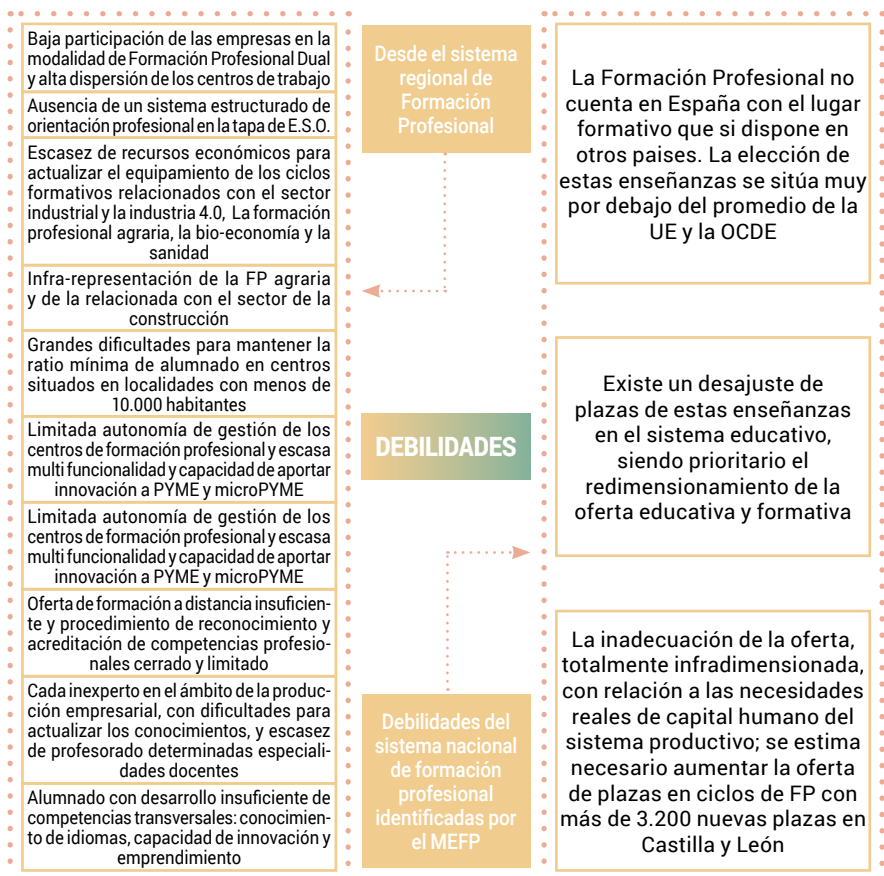 Baja participación de las empresas en la
modalidad de Formación Profesional Dual
y alta dispersión de los centros de trabajo
Ausencia de un sistema estructurado de
orientación profesional en la tapa de E.S.O.
Escasez de recursos económicos para
actualizar el equipamiento de los ciclos
formativos relacionados con el sector
industrial y la industria 4.0, La formación
profesional agraria, la bio-economía y la
sanidad
Infra-representación de la FP agraria
y de la relacionada con el sector de la
construcción
Grandes dificultades para mantener la
ratio mínima de alumnado en centros
situados en localidades con menos de
10.000 habitantes
Limitada autonomía de gestión de los
centros de formación profesional y escasa
multi funcionalidad y capacidad de aportar
innovación a PYME y microPYME
Limitada autonomía de gestión de los
centros de formación profesional y escasa
multi funcionalidad y capacidad de aportar
innovación a PYME y microPYME
Oferta de formación a distancia insuficien-
te y procedimiento de reconocimiento y
acreditación de competencias profesio-
nales cerrado y limitado
Cada inexperto en el ámbito de la produc-
ción empresarial, con dificultades para
actualizar los conocimientos, y escasez
de profesorado determinadas especiali-
dades docentes
Alumnado con desarrollo insuficiente de
competencias transversales: conocimien-
to de idiomas, capacidad de innovación y
emprendimiento
Desde el sistema
regional de
Formación
Profesional
DEBILIDADES
Debilidades del
sistema nacional
de formación
profesional
identificadas por
el MEFP
La Formación Profesional no
cuenta en España con el lugar
formativo que si dispone en
otros paises. La elección de
estas enseñanzas se sitúa muy
por debajo del promedio de la
UE y la OCDE
Existe un desajuste de
plazas de estas enseñanzas
en el sistema educativo,
siendo prioritario el
redimensionamiento de la
oferta educativa y formativa
La inadecuación de la oferta,
totalmente infradimensionada,
con relación a las necesidades
reales de capital humano del
sistema productivo; se estima
necesario aumentar la oferta
de plazas en ciclos de FP con
más de 3.200 nuevas plazas en
Castilla y León